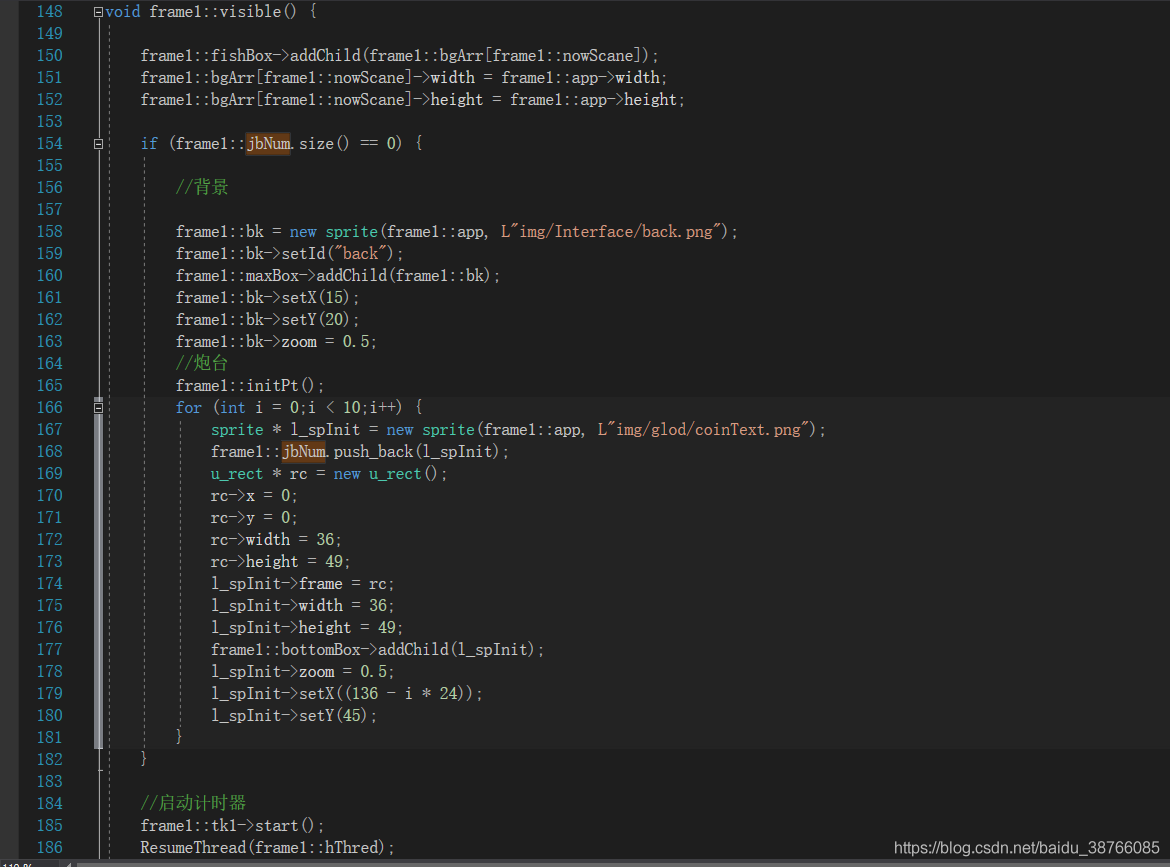 148 void frame1::visible() {
149
150 frame1::fishBox->addChild(frame1::bgArr[frame1::nowScane]);
151 frame1::bgArr[frame1::nowScane]->width = frame1::app->width;
152 frame1::bgArr[frame1::nowScane]->height = frame1::app->height;
153
154 if (frame1::jbNum.size() == 0) {
155
156 //背景
157
158 frame1::bk = new sprite(frame1::app, L"img/Interface/back.png");
159 frame1::bk->setId("back");
160 frame1::maxBox->addChild(frame1::bk);
161 frame1::bk->setX(15);
162 frame1::bk->setY(20);
163 frame1::bk->zoom = 0.5;
164 //炮台
165 frame1::initPt();
166 for (int i = 0;i < 10;i++) {
167 sprite * l_spInit = new sprite(frame1::app, L"img/glod/coinText.png");
168 frame1::jbNum.push_back(l_spInit);
169 u_rect * rc = new u_rect();
170 rc->x = 0;
171 rc->y = 0;
172 rc->width = 36;
173 rc->height = 49;
174 l_spInit->frame = rc;
175 l_spInit->width = 36;
176 l_spInit->height = 49;
177 frame1::bottomBox->addChild(l_spInit);
178 l_spInit->zoom = 0.5;
179 l_spInit->setX((136 - i * 24));
180 l_spInit->setY(45);
181 }
182 }
183
184 //启动计时器
185 frame1::tk1->start();
186 ResumeThread(frame1::hThred);
https://blog.csdn.net/baidu_38766085